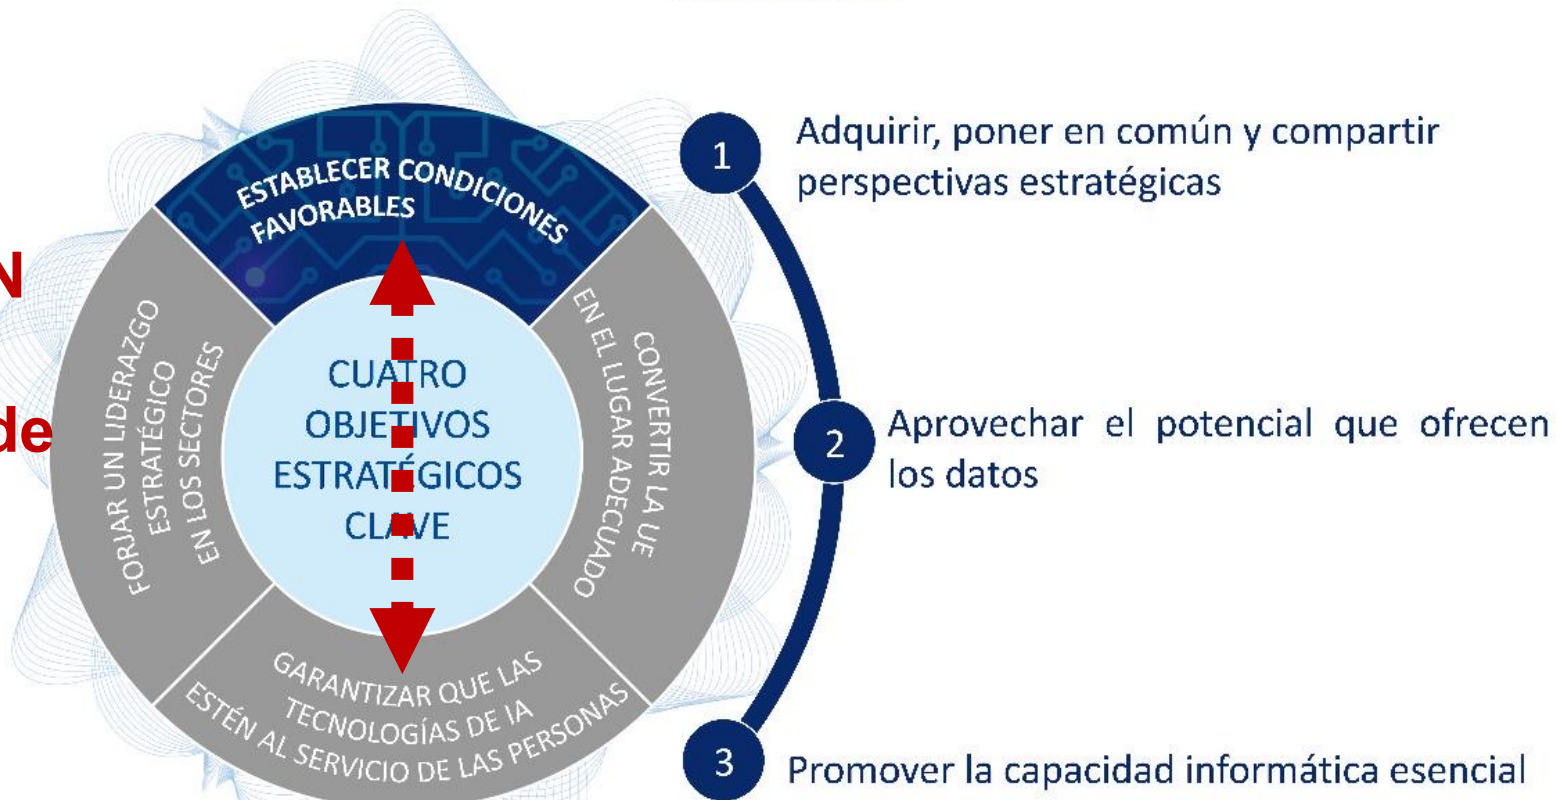 ESTABLECER CONDICIONES
FAVORABLES
N
de
FORJAR UN LIDERAZGO
ESTRATÉGICO
EN LOS SECTORES
CUATRO
OBJETIVOS
ESTRATÉGICOS
CLAVE
CONVERTIR LA UE
EN EL LUGAR ADECUADO
GARANTIZAR QUE LAS
TECNOLOGÍAS DE IA
ESTÉN AL SERVICIO DE LAS PERSONAS
1
Adquirir, poner en común y compartir
perspectivas estratégicas
2
Aprovechar el potencial que ofrecen
los datos
3
Promover la capacidad informática esencial